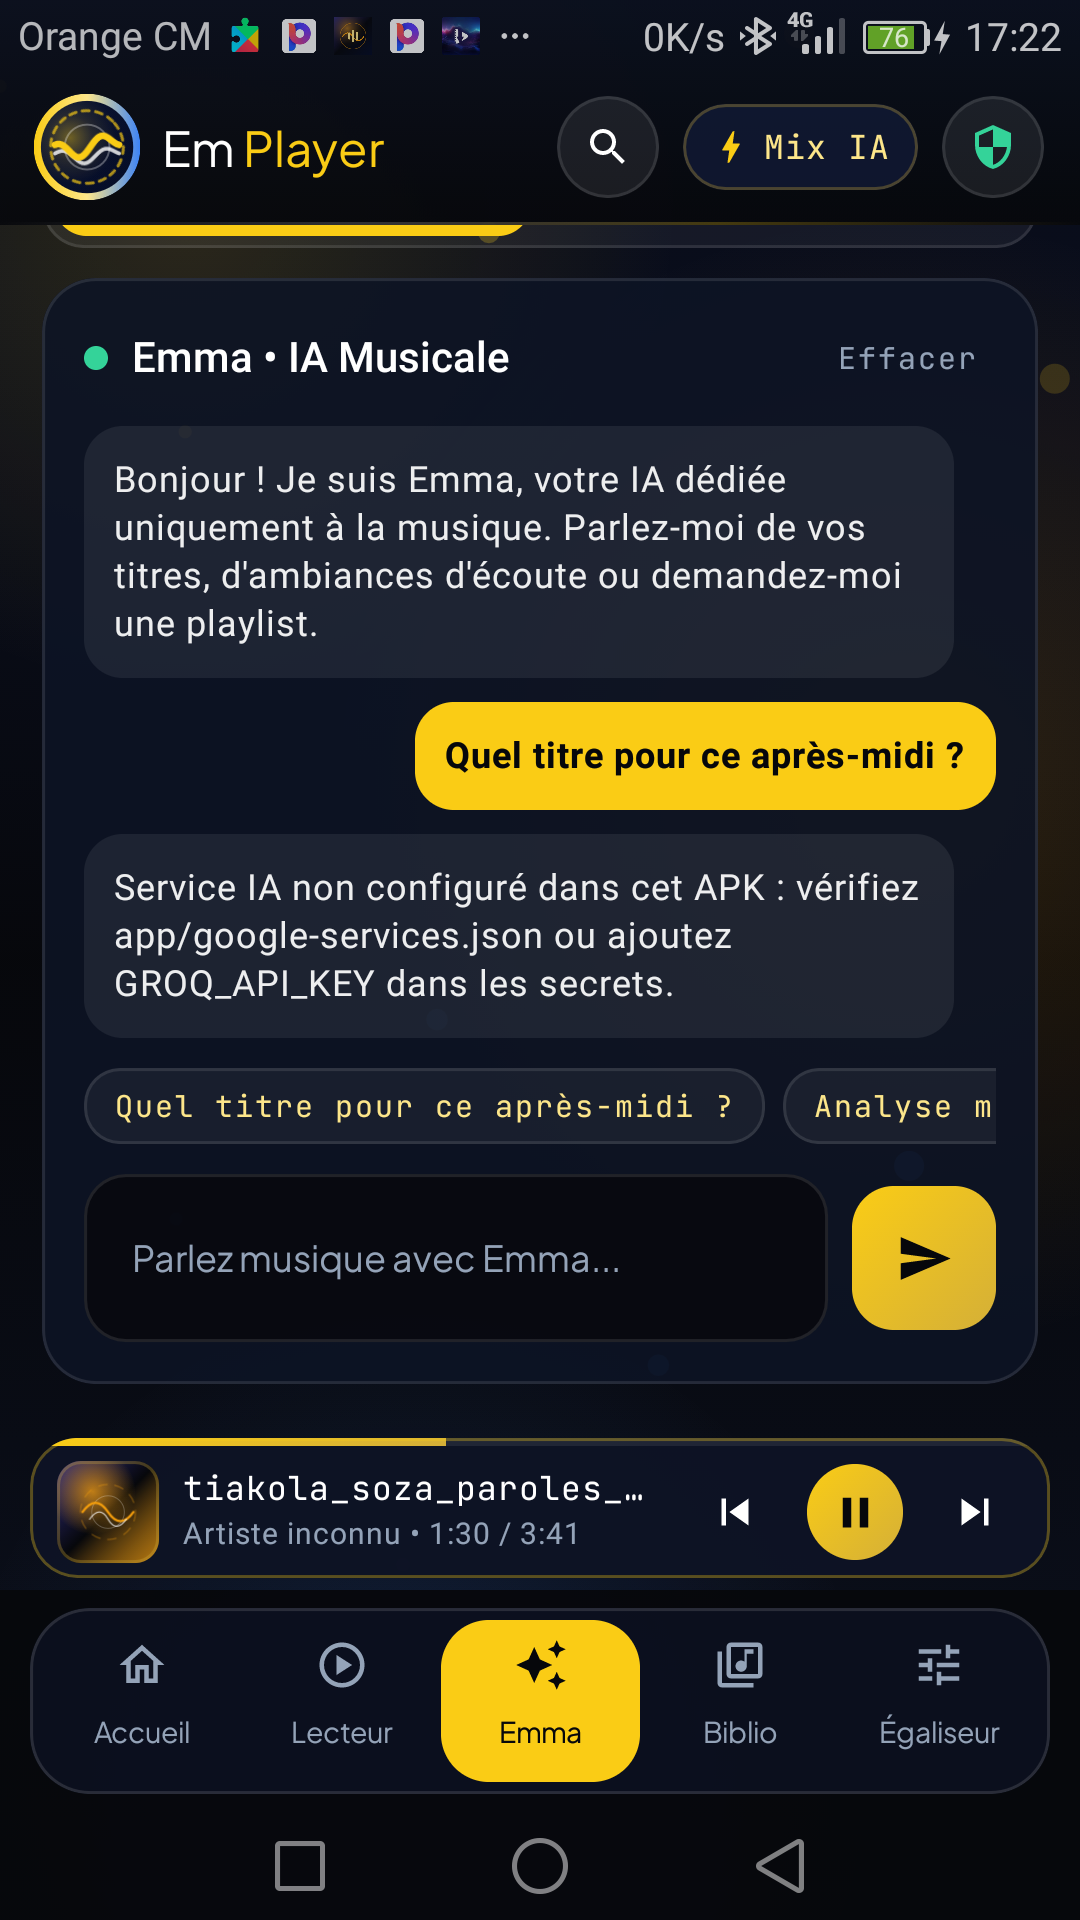 Orange CM
0K/s 4G 76 17:22
Em Player
Mix IA
Emma • IA Musicale
Effacer
Bonjour ! Je suis Emma, votre IA dédiée
uniquement à la musique. Parlez-moi de vos
titres, d'ambiances d'écoute ou demandez-moi
une playlist.
Quel titre pour ce après-midi ?
Service IA non configuré dans cet APK : vérifiez
app/google-services.json ou ajoutez
GROQ_API_KEY dans les secrets.
Quel titre pour ce après-midi ?
Analyse m
Parlez musique avec Emma...
tiakola_soza_paroles_…
Artiste inconnu • 1:30 / 3:41
Accueil
Lecteur
Emma
Biblio
Égaliseur